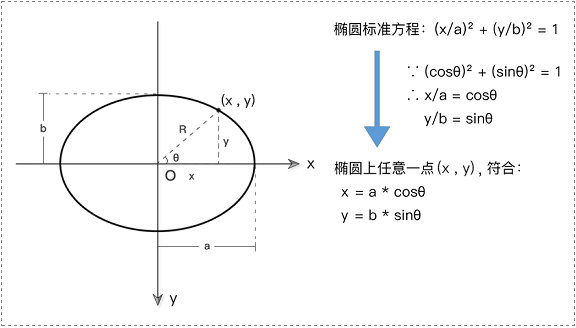 椭圆标准方程：(x/a)² + (y/b)² = 1
∵ (cosθ)² + (sinθ)² = 1
∴ x/a = cosθ
y/b = sinθ
椭圆上任意一点(x , y) , 符合：
x = a * cosθ
y = b * sinθ
(x , y)
b
R
y
θ
O
x
x
a
y